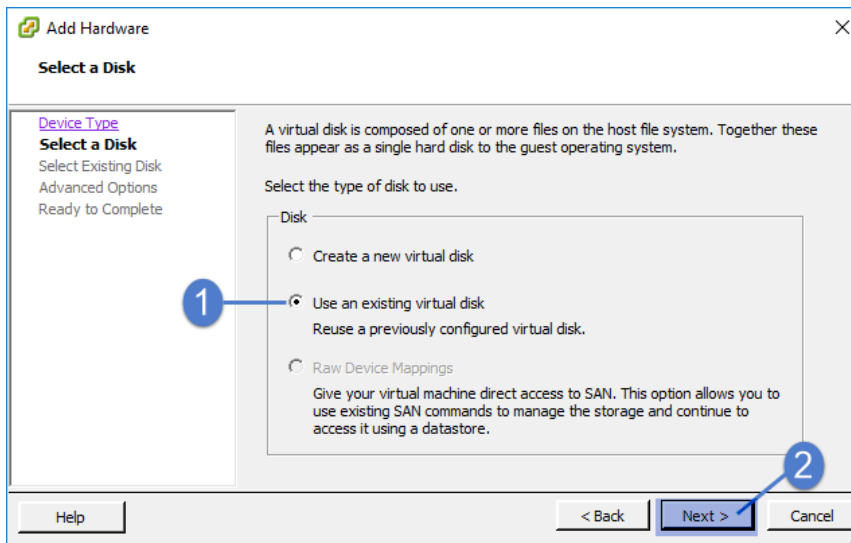 Add Hardware
Select a Disk
Device Type
Select a Disk
Select Existing Disk
Advanced Options
Ready to Complete
A virtual disk is composed of one or more files on the host file system. Together these
files appear as a single hard disk to the guest operating system.
Select the type of disk to use.
Disk
Create a new virtual disk
1
Use an existing virtual disk
Reuse a previously configured virtual disk.
Raw Device Mappings
Give your virtual machine direct access to SAN. This option allows you to
use existing SAN commands to manage the storage and continue to
access it using a datastore.
2
Help
< Back
Next >
Cancel